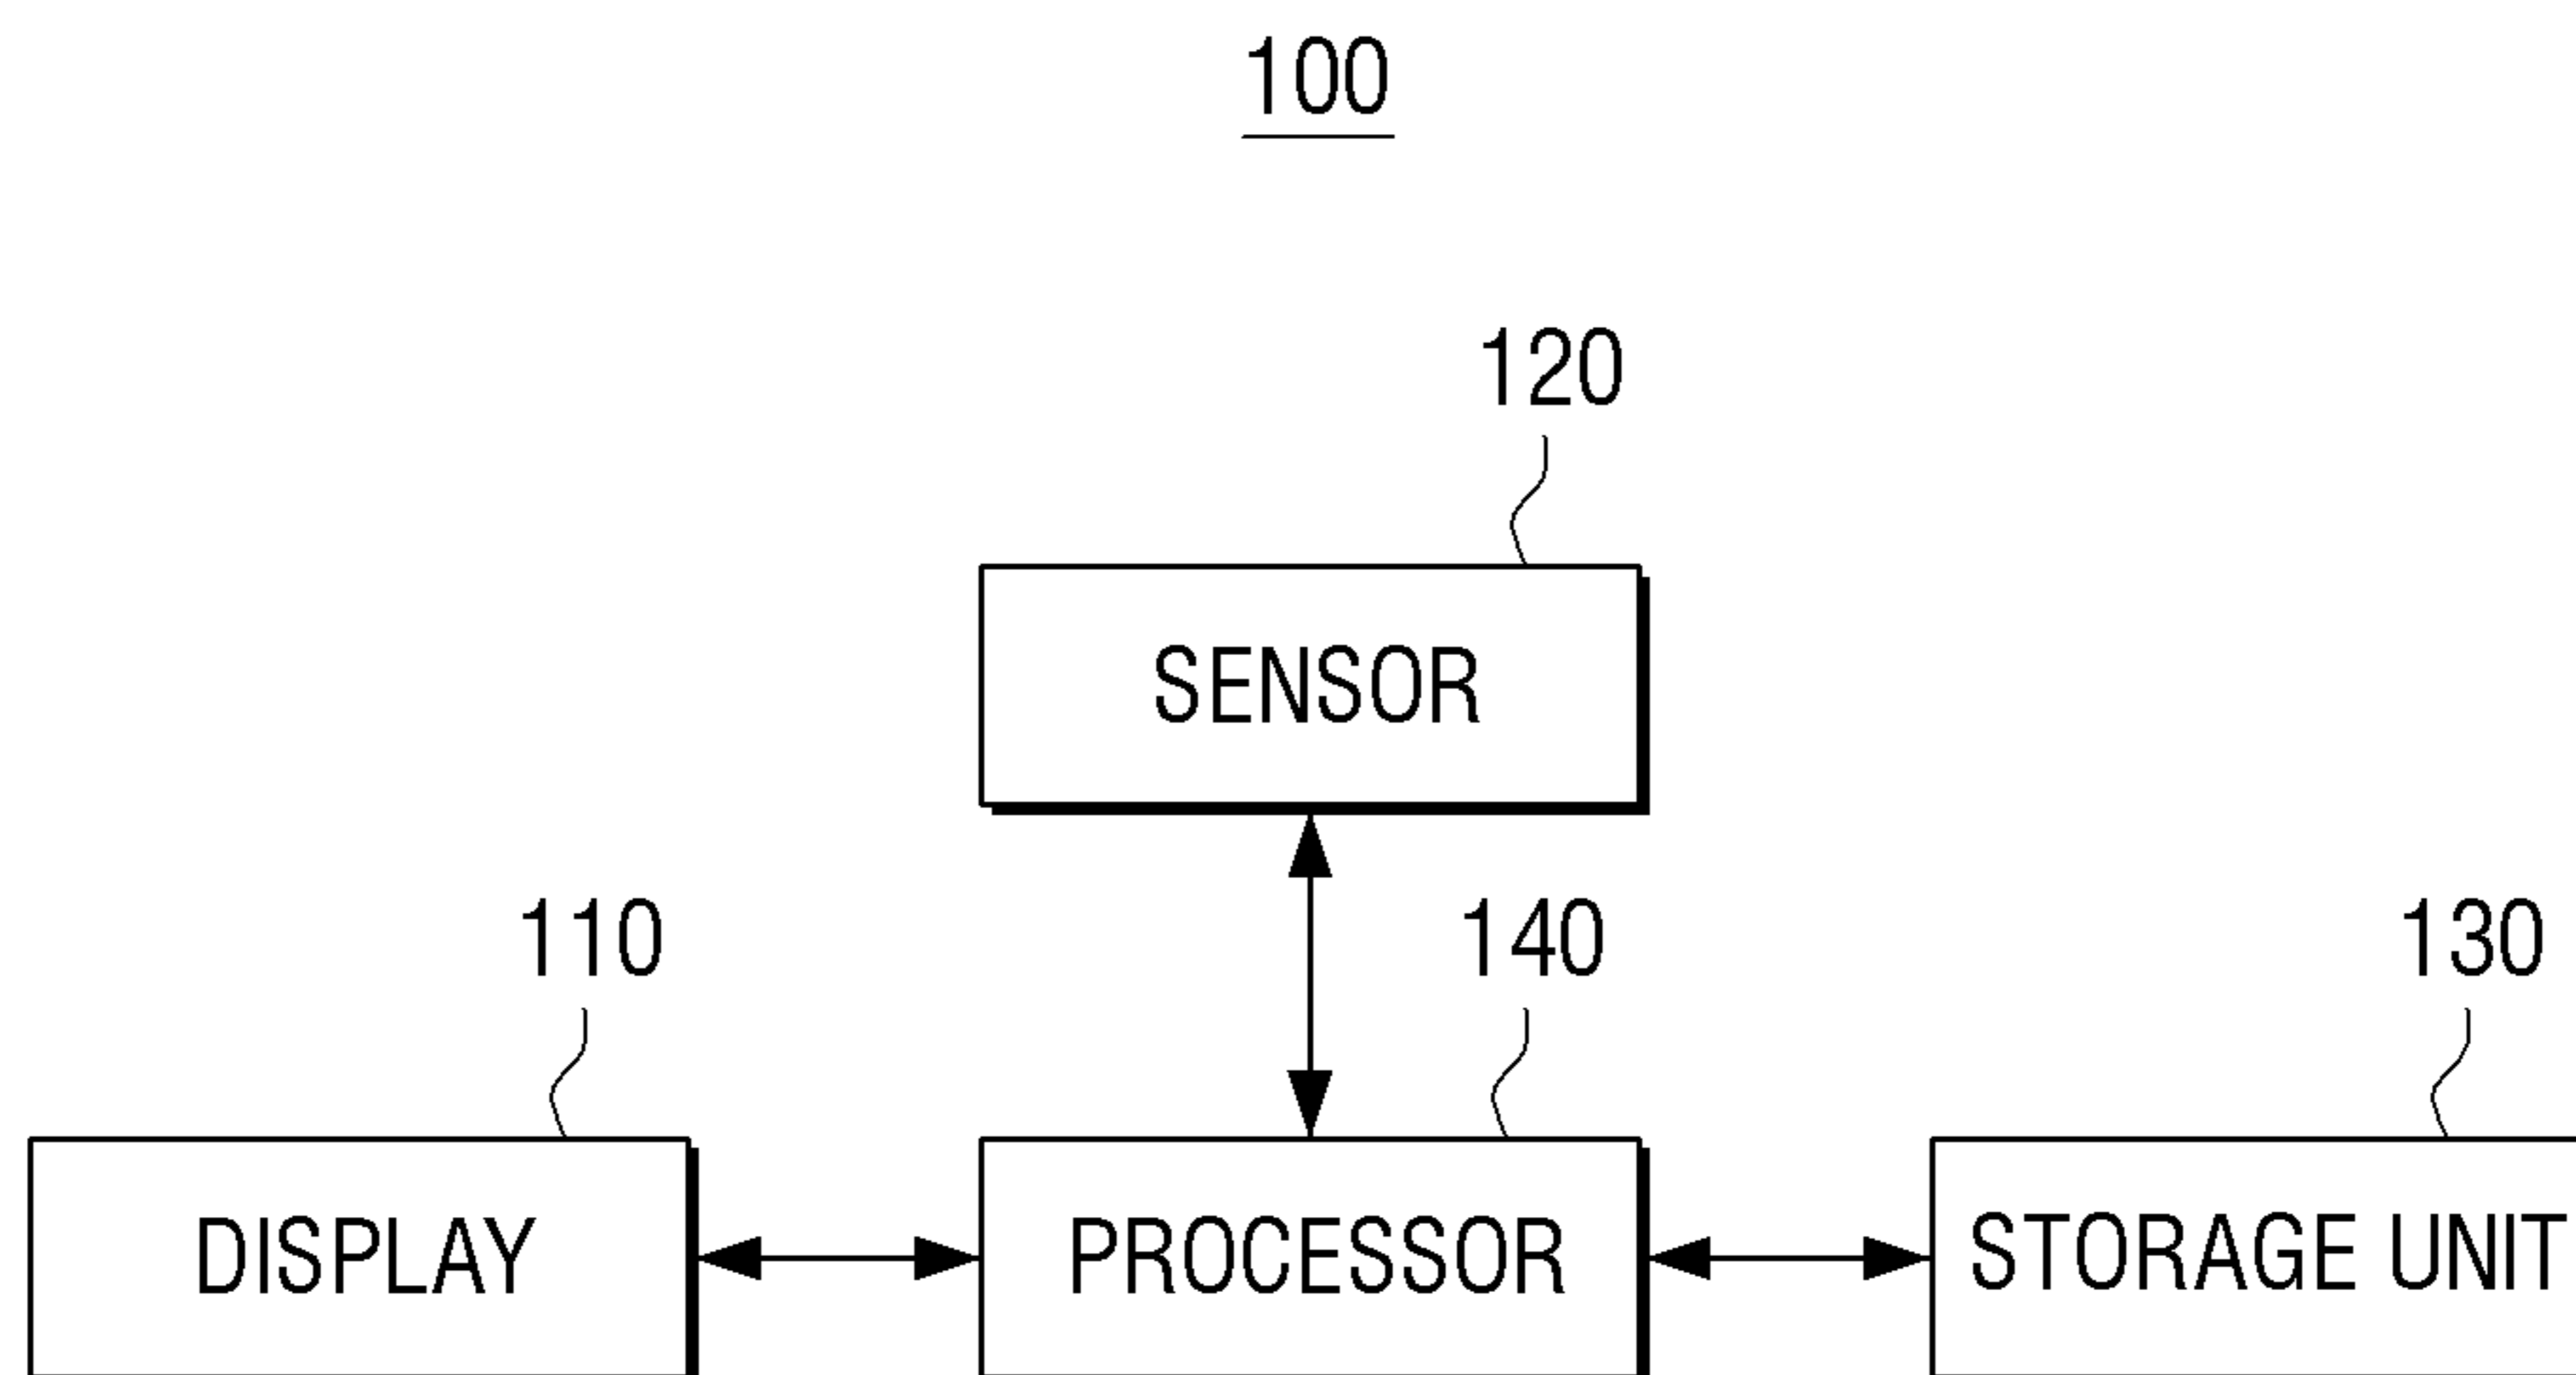 100
120
SENSOR
110
140
130
DISPLAY
PROCESSOR
STORAGE UNIT